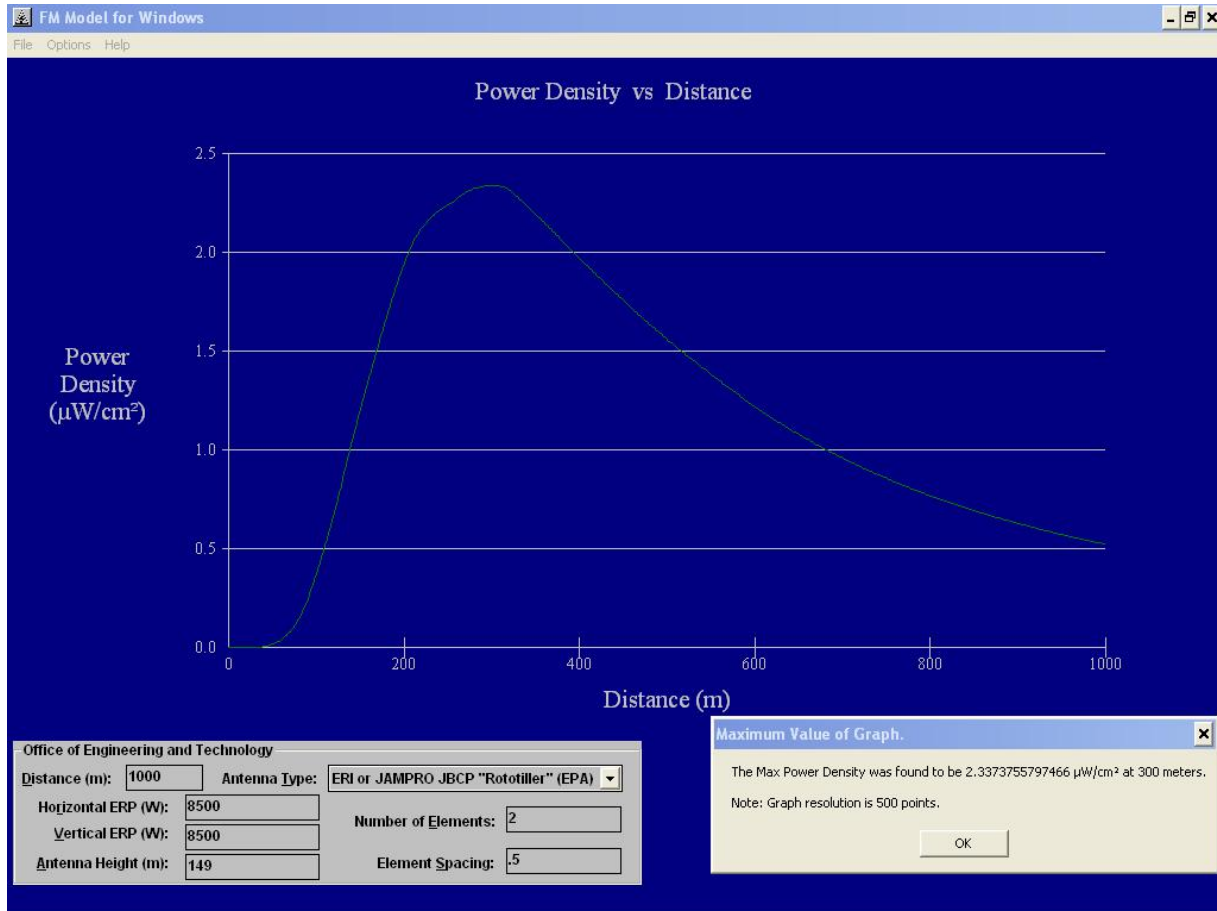 FM Model for Windows
File Options Help
Power Density vs Distance
2.5
2.0
1.5
1.0
0.5
0.0
Power
Density
(µW/cm²)
0 200 400 600 800 1000
Distance (m)
Office of Engineering and Technology
Distance (m): 1000 Antenna Type: ERI or JAMPRO JBCP "Rototiller" (EPA)
Horizontal ERP (W): 8500
Vertical ERP (W): 8500
Antenna Height (m): 149
Number of Elements: 2
Element Spacing: .5
Maximum Value of Graph.
The Max Power Density was found to be 2.3373755797466 µW/cm² at 300 meters.
Note: Graph resolution is 500 points.
OK